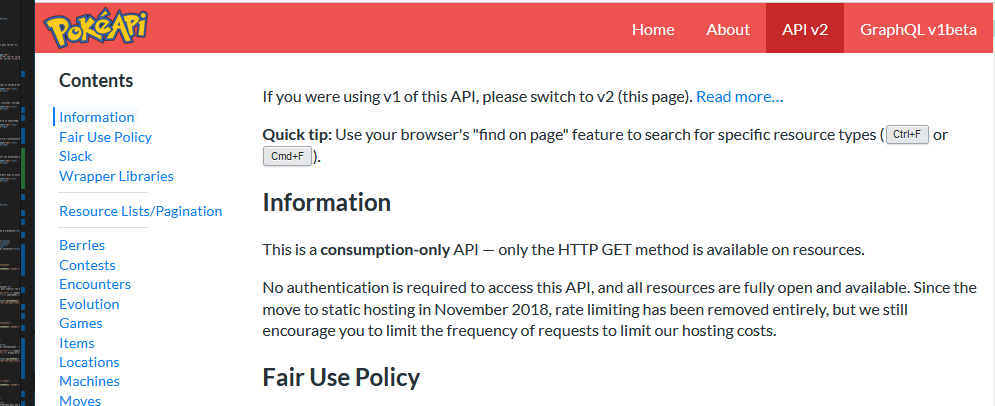 PokéApi
Home
About
API v2
GraphQL v1beta
Contents
Information
Fair Use Policy
Slack
Wrapper Libraries
Resource Lists/Pagination
Berries
Contests
Encounters
Evolution
Games
Items
Locations
Machines
Moves
If you were using v1 of this API, please switch to v2 (this page). Read more…
Quick tip: Use your browser's "find on page" feature to search for specific resource types ( Ctrl+F or
Cmd+F ).
Information
This is a consumption-only API — only the HTTP GET method is available on resources.
No authentication is required to access this API, and all resources are fully open and available. Since the
move to static hosting in November 2018, rate limiting has been removed entirely, but we still
encourage you to limit the frequency of requests to limit our hosting costs.
Fair Use Policy